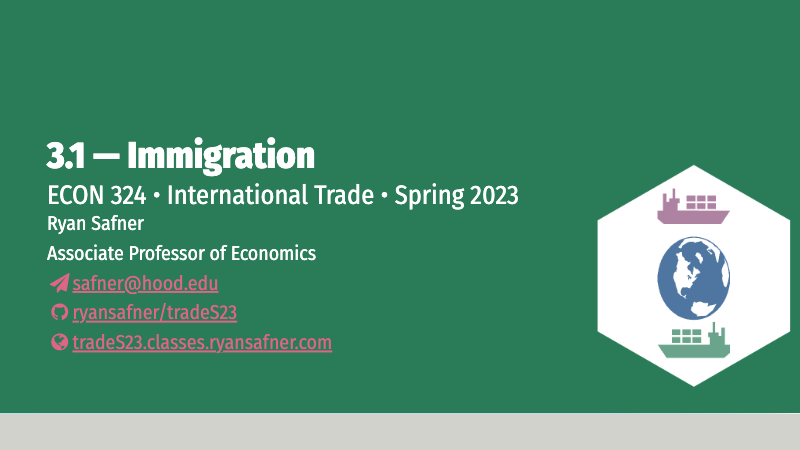 3.1 — Immigration
ECON 324 • International Trade • Spring 2023
Ryan Safner
Associate Professor of Economics
safner@hood.edu
ryansafner/tradeS23
tradeS23.classes.ryansafner.com